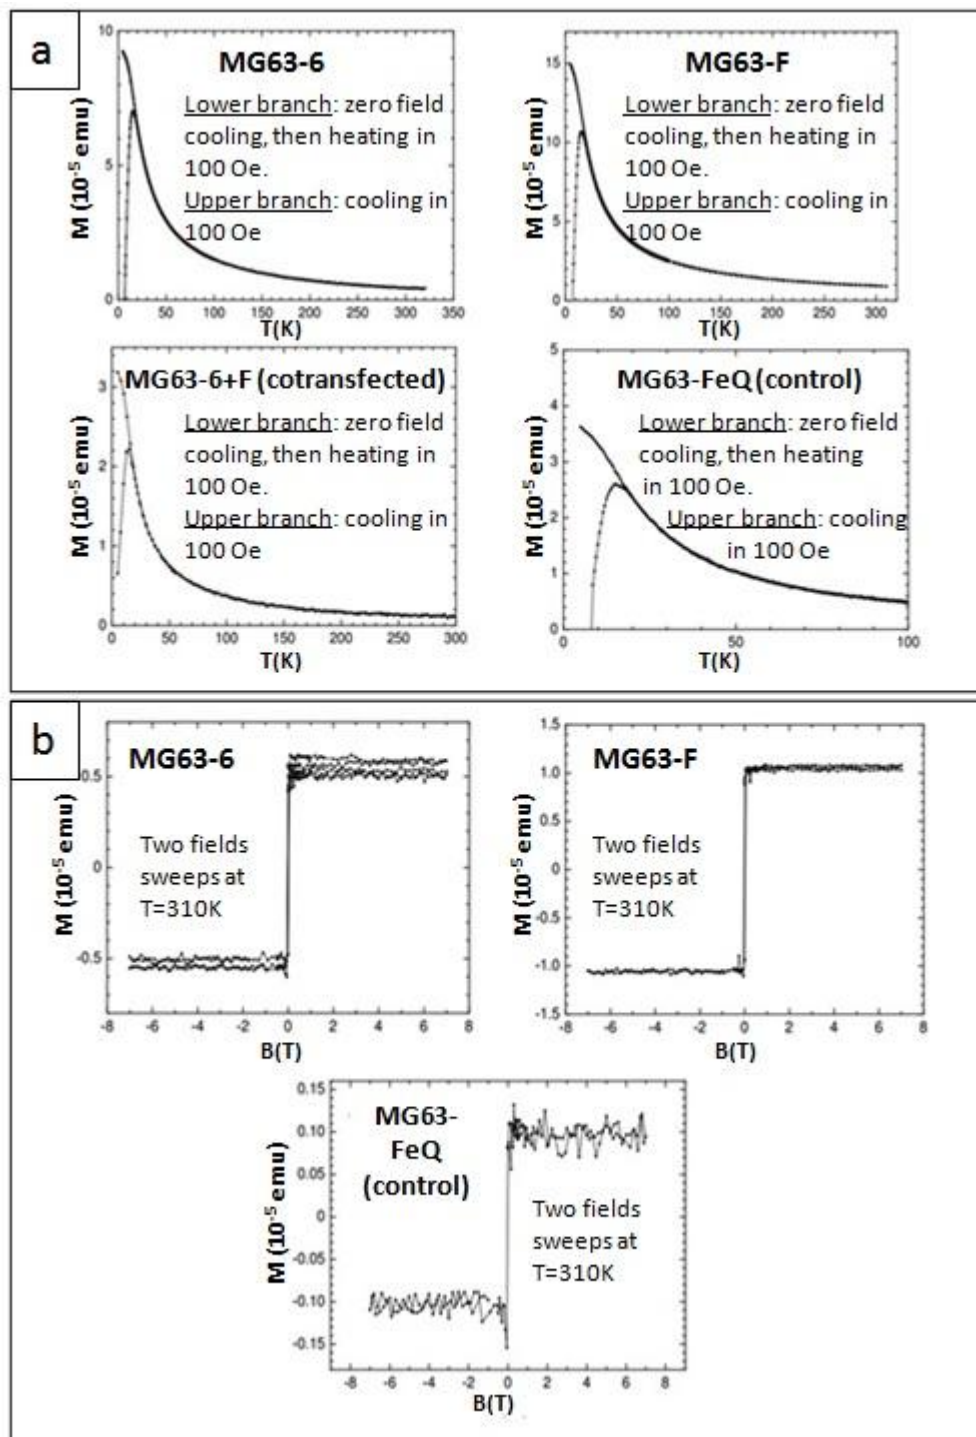 a
MG63-6
Lower branch: zero field
cooling, then heating in
100 Oe.
Upper branch: cooling in
100 Oe
M (10-5 emu)
10
5
0
0 50 100 150 200 250 300 350
T(K)
MG63-F
Lower branch: zero field
cooling, then heating in
100 Oe.
Upper branch: cooling in
100 Oe
M (10-5 emu)
15
10
5
0
0 50 100 150 200 250 300
T(K)
MG63-6+F (cotransfected)
Lower branch: zero field
cooling, then heating in
100 Oe.
Upper branch: cooling in
100 Oe
M (10-5 emu)
3
2
1
0
0 50 100 150 200 250 300
T(K)
MG63-FeQ (control)
Lower branch: zero field
cooling, then heating
in 100 Oe.
Upper branch: cooling
in 100 Oe
M (10-5 emu)
5
4
3
2
1
0
0 50 100
T(K)
b
MG63-6
Two fields
sweeps at
T=310K
M (10-5 emu)
0.5
0
-0.5
-8 -6 -4 -2 0 2 4 6 8
B(T)
MG63-F
Two fields
sweeps at
T=310K
M (10-5 emu)
1.5
1.0
0.5
0
-0.5
-1.0
-1.5
-8 -6 -4 -2 0 2 4 6 8
B(T)
MG63-
FeQ
(control)
Two fields
sweeps at
T=310K
M (10-5 emu)
0.15
0.10
0.05
0
-0.05
-0.10
-0.15
-8 -6 -4 -2 0 2 4 6 8
B(T)